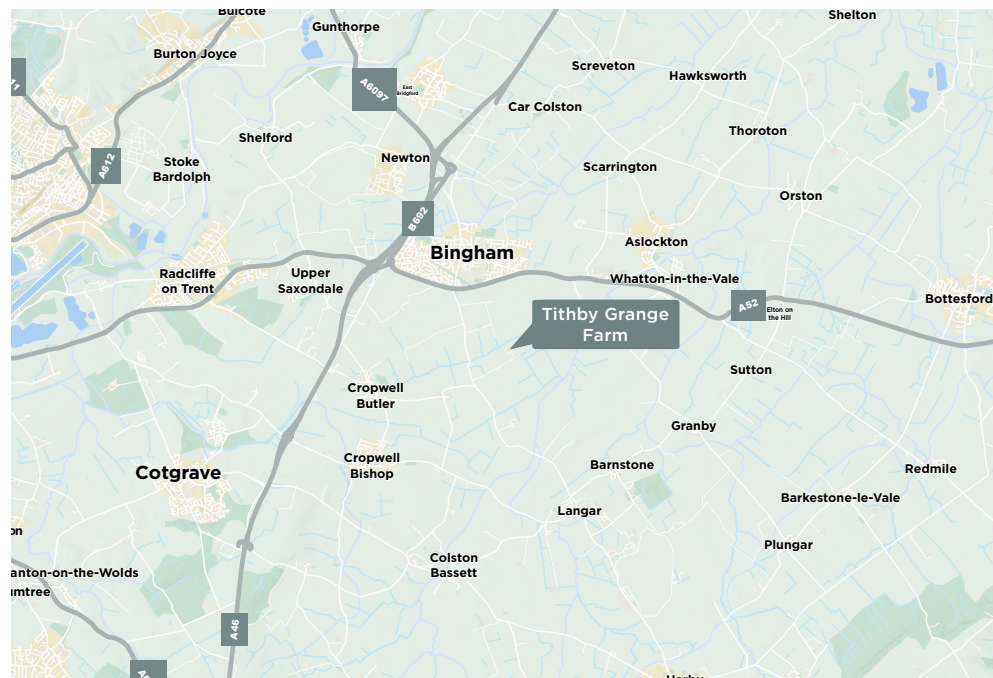 Bulcote
Gunthorpe
Shelton
Burton Joyce
Screveton
Hawksworth
A6097
East
Bridgford
Car Colston
Thoroton
Shelford
A612
Stoke
Bardolph
Newton
Scarrington
Orston
B692
Aslockton
Bingham
Radcliffe
on Trent
Upper
Saxondale
Whatton-in-the-Vale
A52
Elton on
the Hill
Bottesford
Tithby Grange
Farm
Sutton
Cropwell
Butler
Granby
Cropwell
Bishop
Barnstone
Redmile
Cotgrave
Barkestone-le-Vale
Langar
Plungar
Colston
Bassett
anton-on-the-Wolds
umtree
A46